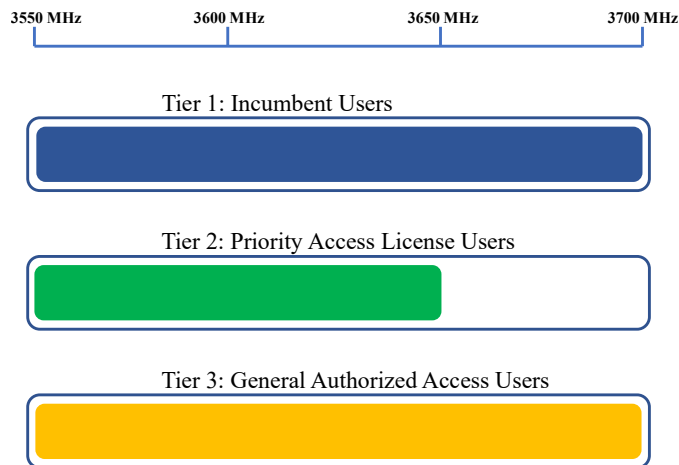 3550 MHz 3600 MHz 3650 MHz 3700 MHz
Tier 1: Incumbent Users
Tier 2: Priority Access License Users
Tier 3: General Authorized Access Users